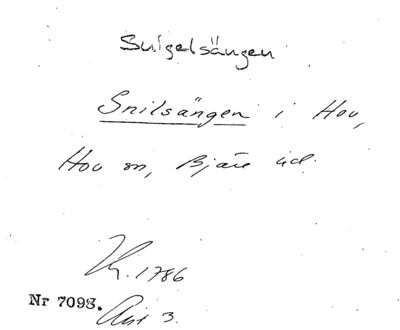 Snigelsängen
Snilsängen i Hov,
Hov sn, Bjäre hd.
K. 1786
Nr 7098. Akt 3.